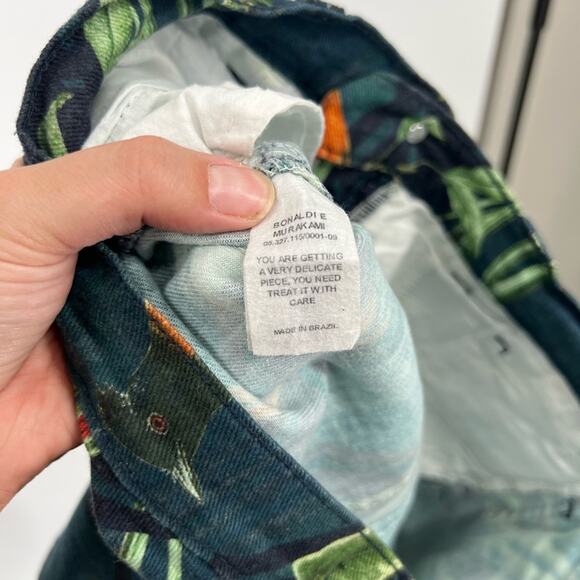 BONALDI E
MURAKAMI
05.327.115/0001-09
YOU ARE GETTING
A VERY DELICATE
PIECE, YOU NEED
TREAT IT WITH
CARE
MADE IN BRAZIL